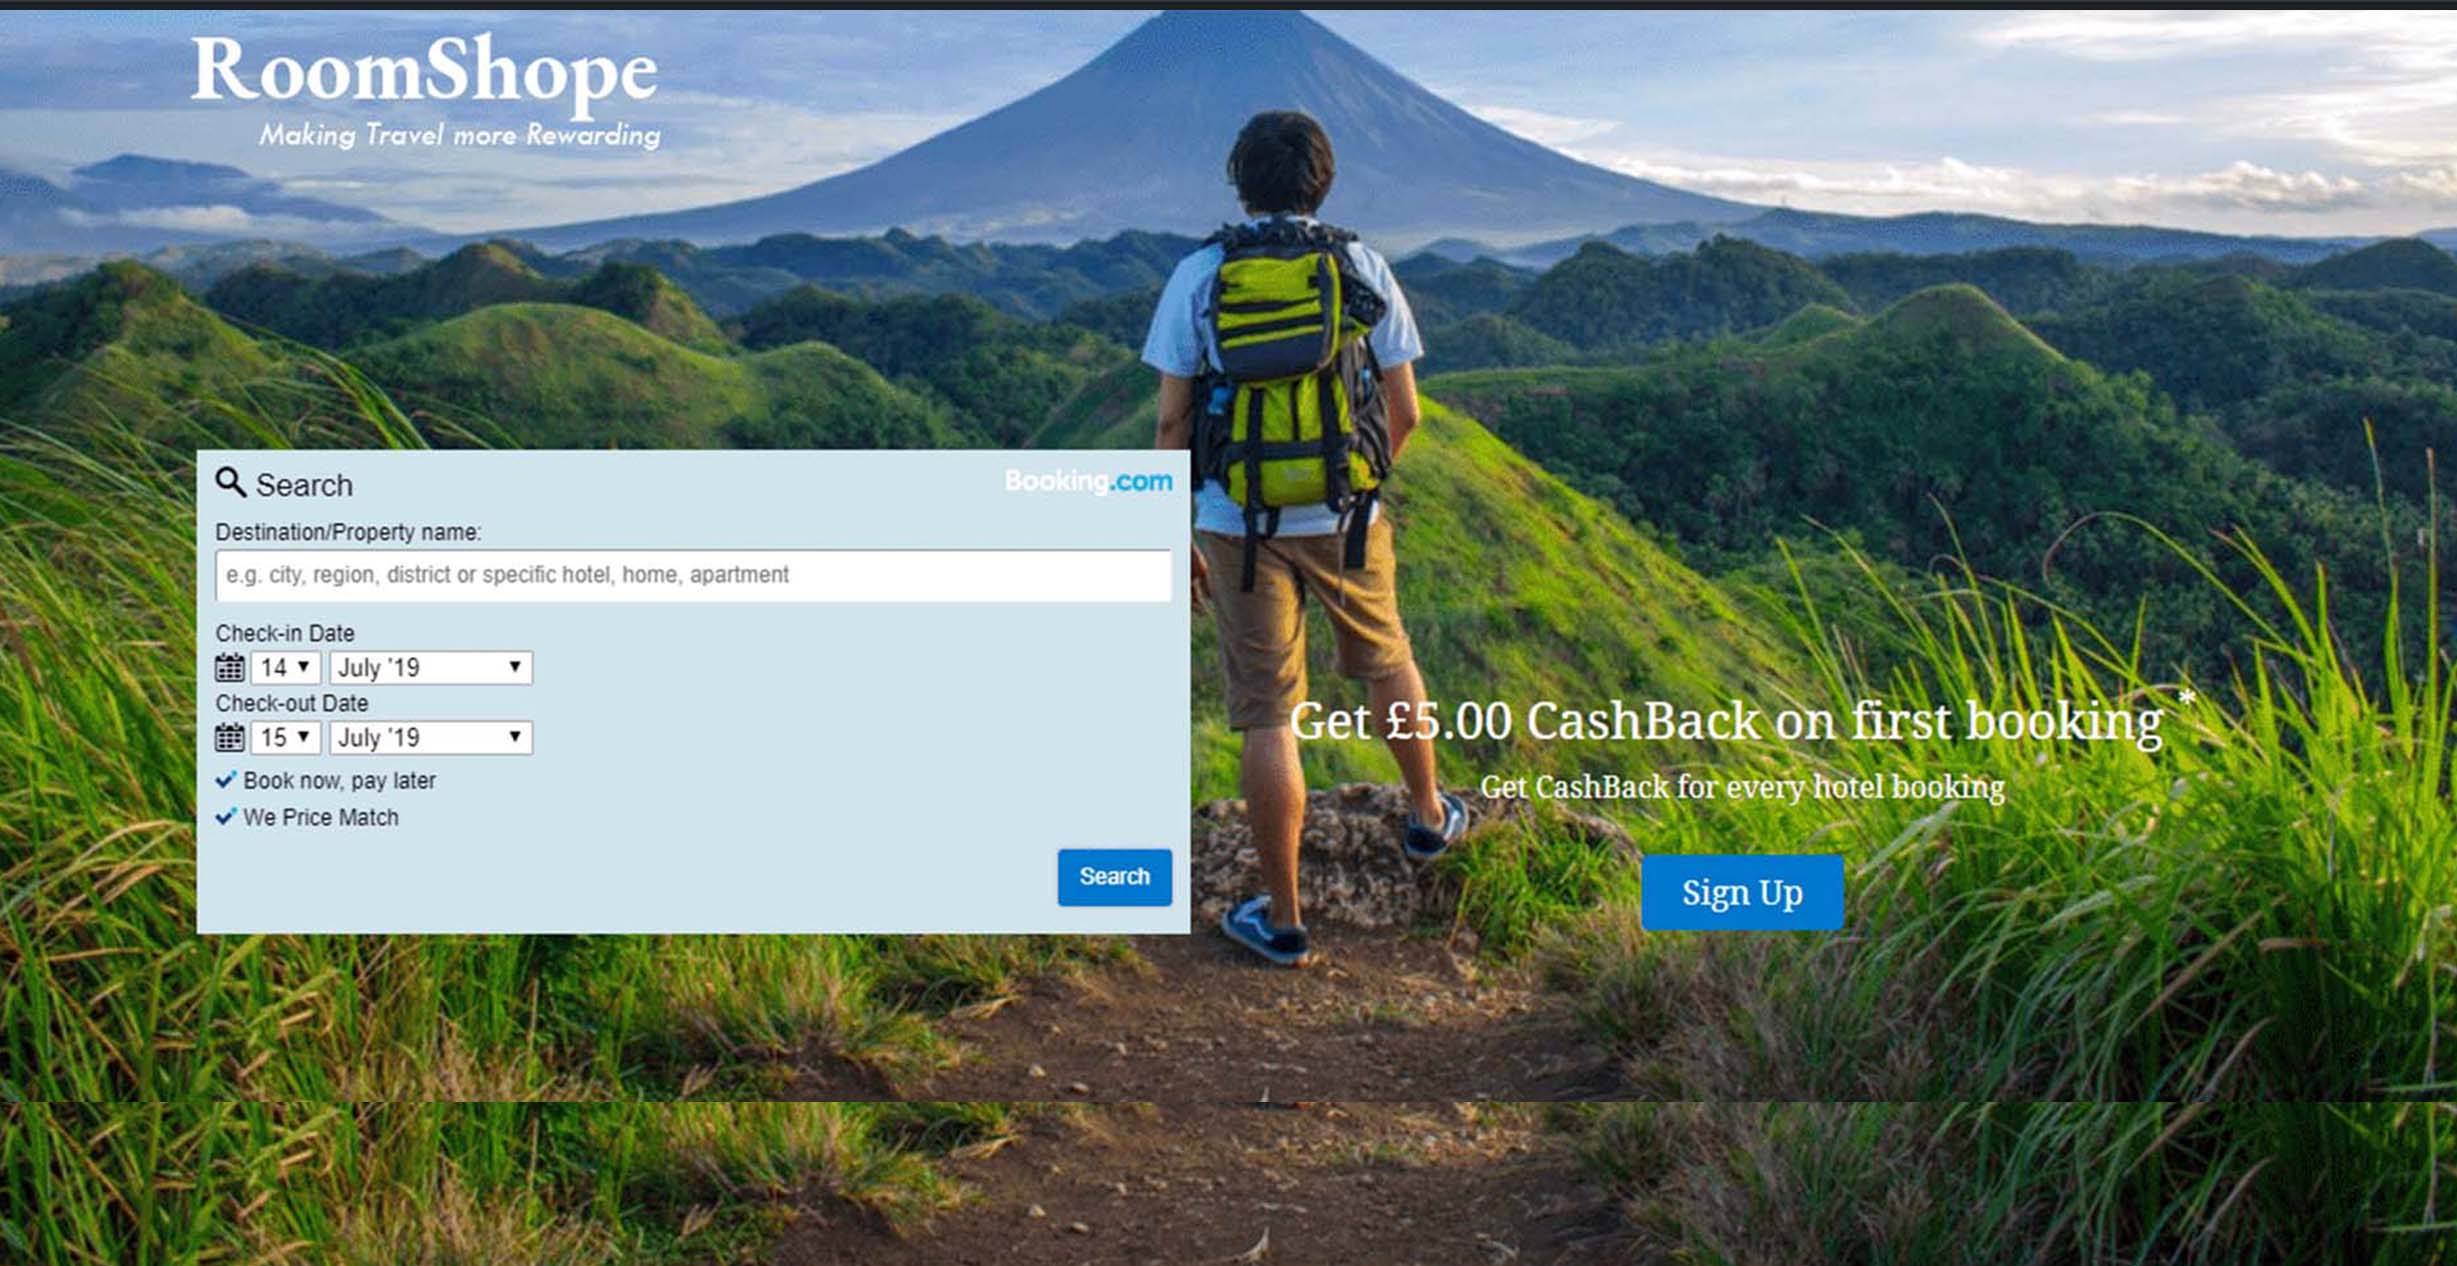 RoomShope
Making Travel more Rewarding
Search
Booking.com
Destination/Property name:
e.g. city, region, district or specific hotel, home, apartment
Check-in Date
14 July '19
Check-out Date
15 July '19
Book now, pay later
We Price Match
Search
Get £5.00 CashBack on first booking *
Get CashBack for every hotel booking
Sign Up